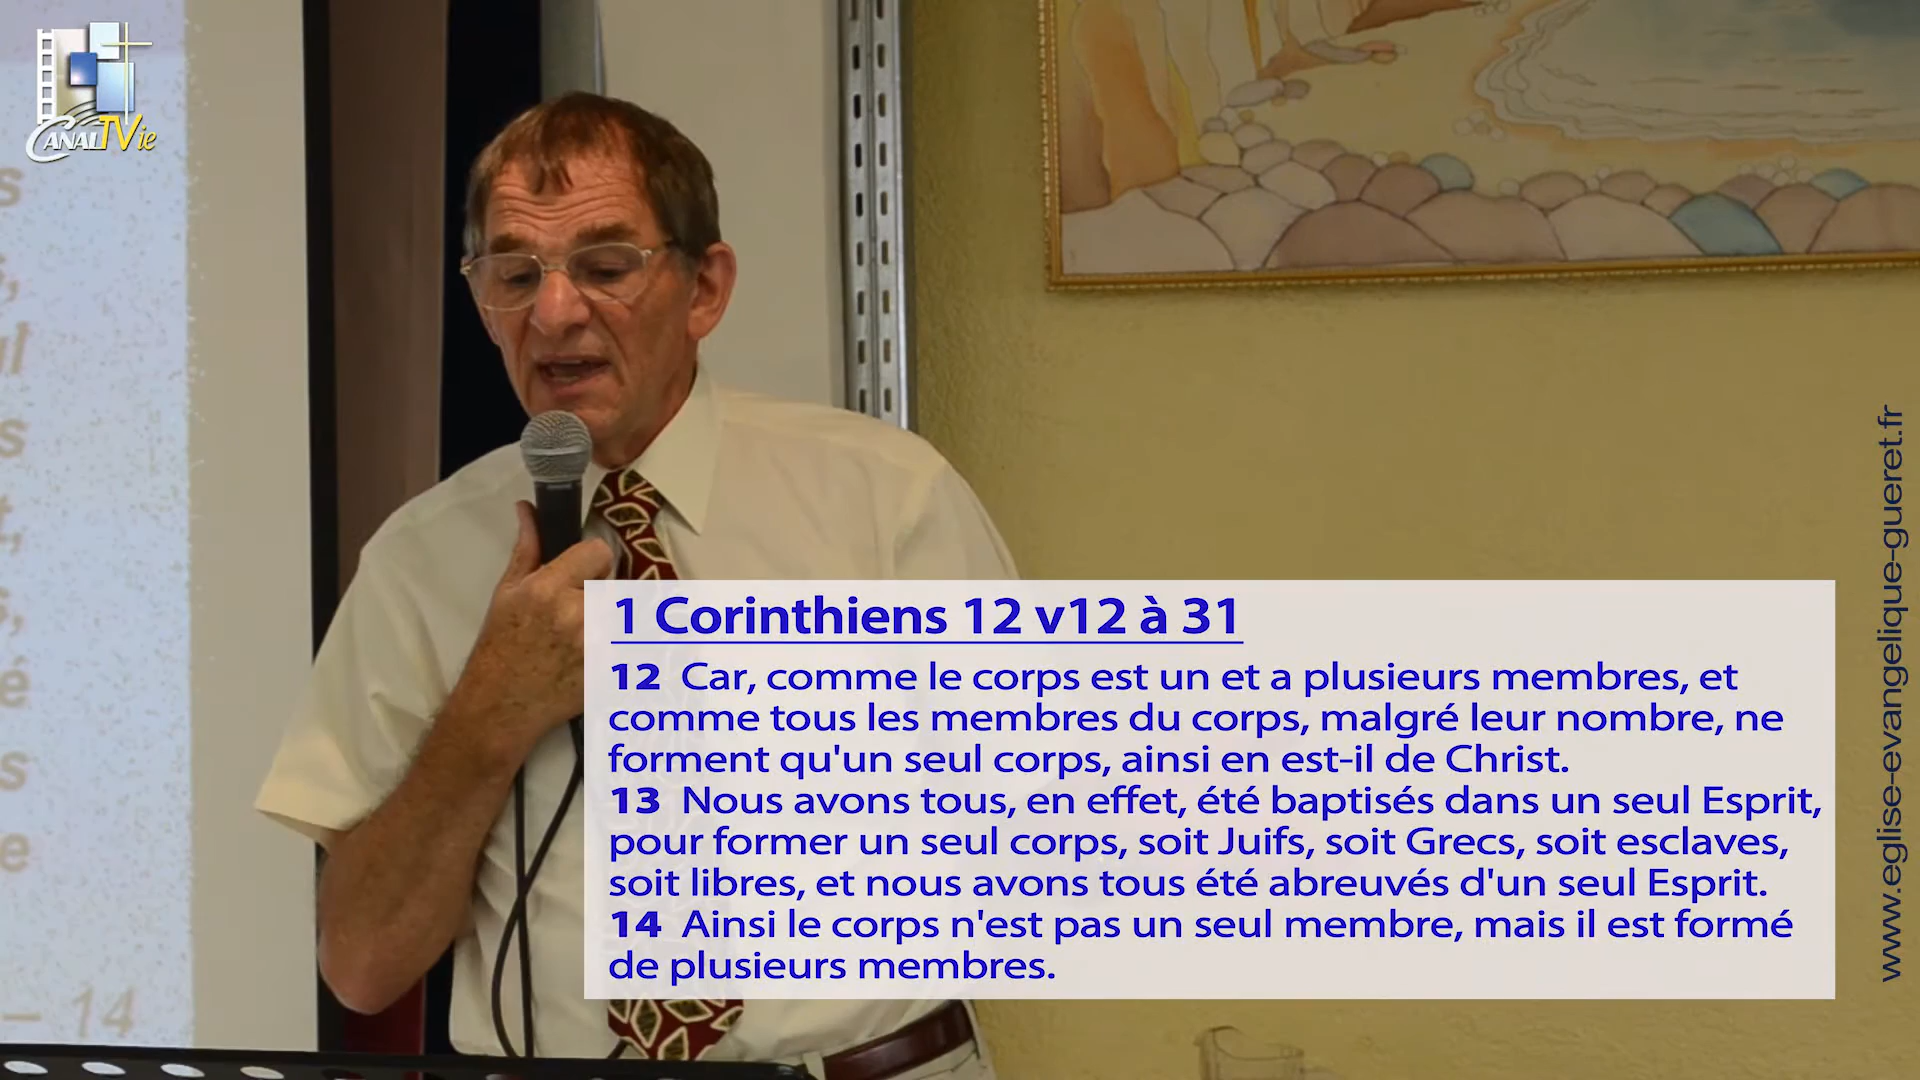 CANAL TVie
s
s,
ul
s
t,
s,
é
s
e
– 14
1 Corinthiens 12 v12 à 31
12 Car, comme le corps est un et a plusieurs membres, et
comme tous les membres du corps, malgré leur nombre, ne
forment qu'un seul corps, ainsi en est-il de Christ.
13 Nous avons tous, en effet, été baptisés dans un seul Esprit,
pour former un seul corps, soit Juifs, soit Grecs, soit esclaves,
soit libres, et nous avons tous été abreuvés d'un seul Esprit.
14 Ainsi le corps n'est pas un seul membre, mais il est formé
de plusieurs membres.
www.eglise-evangelique-gueret.fr